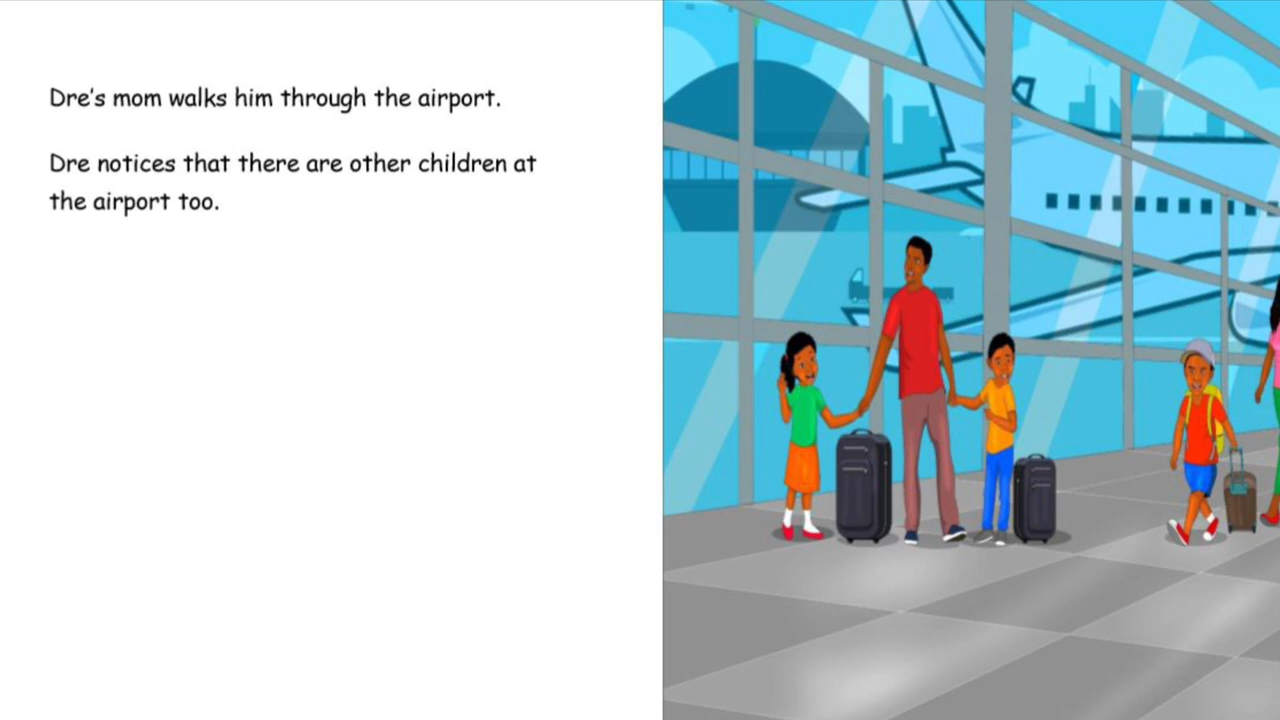 Dre's mom walks him through the airport.
Dre notices that there are other children at
the airport too.